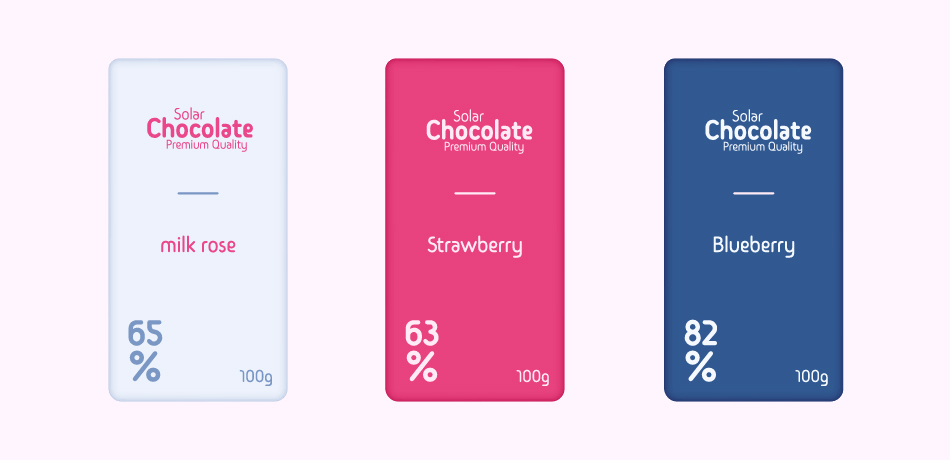 Solar
Chocolate
Premium Quality
milk rose
65
%
100g
Solar
Chocolate
Premium Quality
Strawberry
63
%
100g
Solar
Chocolate
Premium Quality
Blueberry
82
%
100g